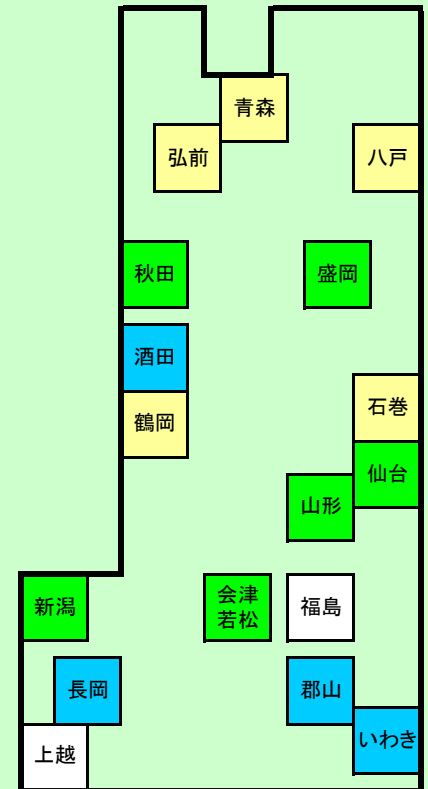 青森
弘前
八戸
秋田
盛岡
酒田
石巻
鶴岡
仙台
山形
新潟
会津
若松
福島
長岡
郡山
いわき
上越